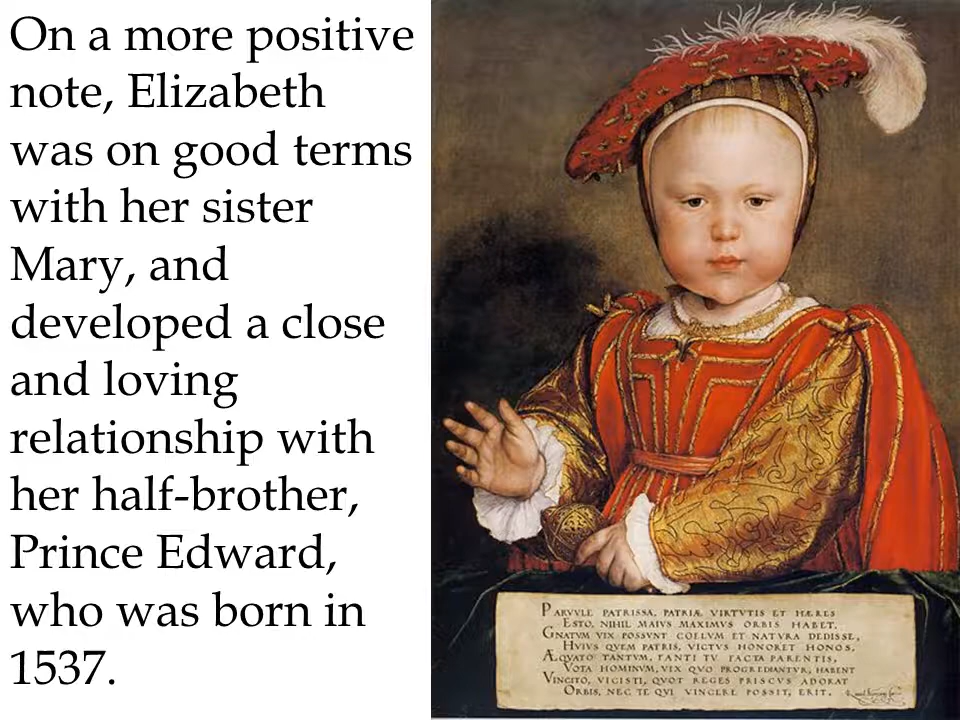 On a more positive
note, Elizabeth
was on good terms
with her sister
Mary, and
developed a close
and loving
relationship with
her half-brother,
Prince Edward,
who was born in
1537.
PARVVLE PATRISSA, PATRIÆ VIRTVTIS ET HÆRES
ESTO, NIHIL MAIVS MAXIMVS ORBIS HABET.
GNATVM VIX POSSVNT COELVM ET NATVRA DEDISSE,
HVIVS QVEM PATRIS, VICTVS HONORET HONOS.
ÆQVATO TANTVM, TANTI TV FACTA PARENTIS,
VOTA HOMINVM, VIX QVO PROGREDIANTVR, HABENT
VINCITO, VICISTI, QVOT REGES PRISCVS ADORAT
ORBIS, NEC TE QVI VINCERE POSSIT, ERIT.